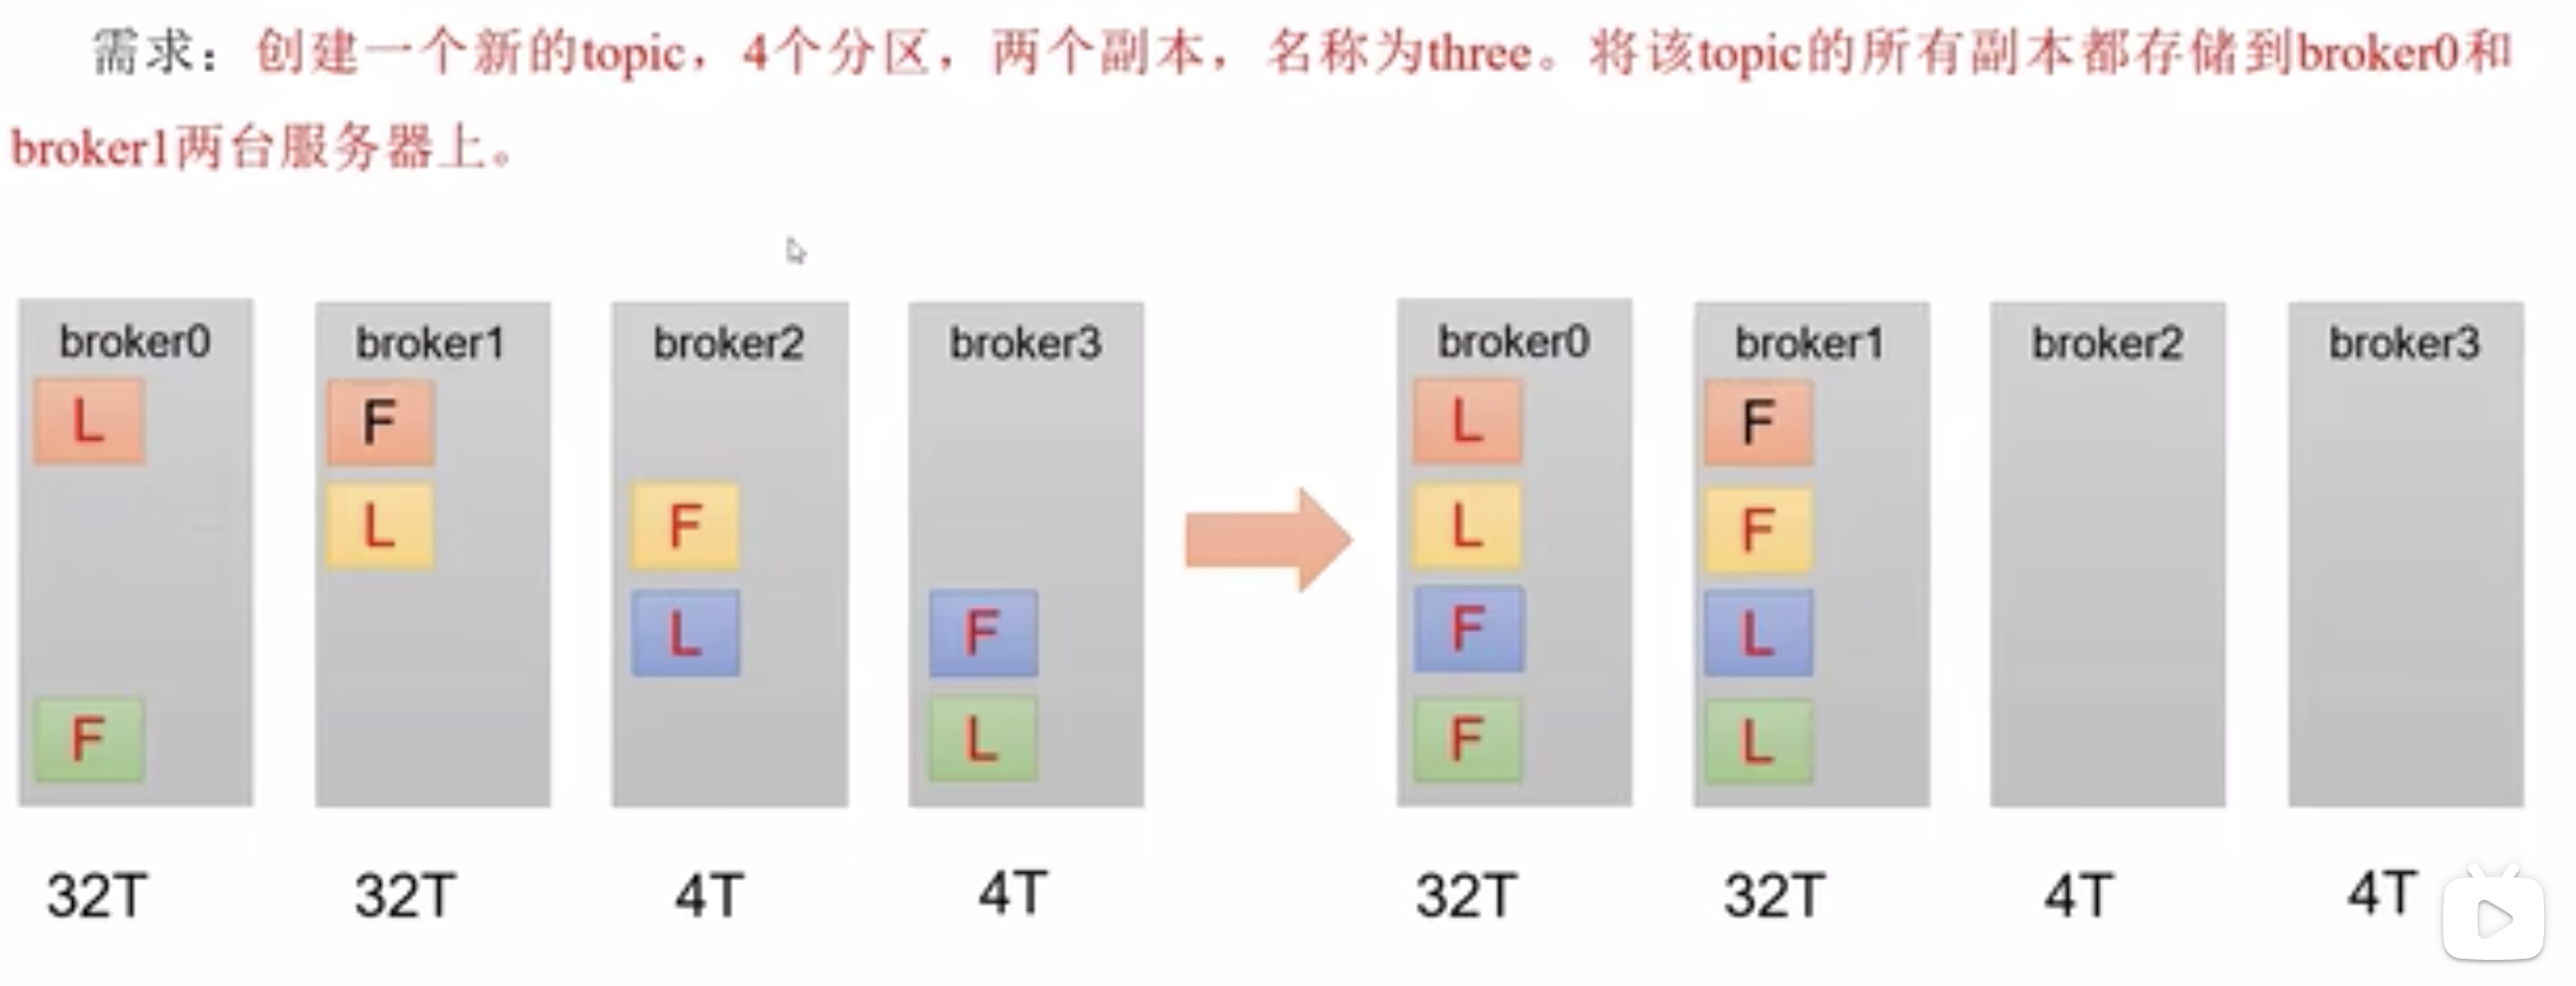 需求：创建一个新的topic，4个分区，两个副本，名称为three。将该topic的所有副本都存储到broker0和
broker1两台服务器上。
broker0 broker1 broker2 broker3 broker0 broker1 broker2 broker3
L F L F
L F L F
L F F L
F L F L
32T 32T 4T 4T 32T 32T 4T 4T